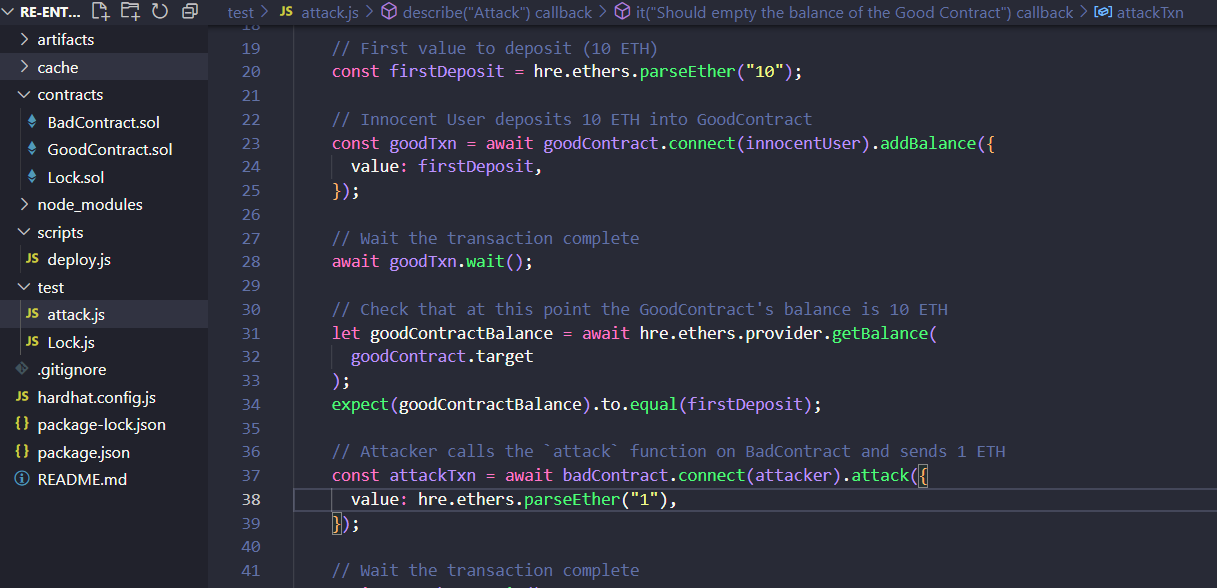 RE-ENT...
test > JS attack.js > describe("Attack") callback > it("Should empty the balance of the Good Contract") callback > attackTxn
artifacts
cache
contracts
BadContract.sol
GoodContract.sol
Lock.sol
node_modules
scripts
JS deploy.js
test
JS attack.js
JS Lock.js
.gitignore
JS hardhat.config.js
{} package-lock.json
{} package.json
README.md
18
19 // First value to deposit (10 ETH)
20 const firstDeposit = hre.ethers.parseEther("10");
21
22 // Innocent User deposits 10 ETH into GoodContract
23 const goodTxn = await goodContract.connect(innocentUser).addBalance({
24 value: firstDeposit,
25 });
26
27 // Wait the transaction complete
28 await goodTxn.wait();
29
30 // Check that at this point the GoodContract's balance is 10 ETH
31 let goodContractBalance = await hre.ethers.provider.getBalance(
32 goodContract.target
33 );
34 expect(goodContractBalance).to.equal(firstDeposit);
35
36 // Attacker calls the `attack` function on BadContract and sends 1 ETH
37 const attackTxn = await badContract.connect(attacker).attack({
38 value: hre.ethers.parseEther("1"),
39 });
40
41 // Wait the transaction complete